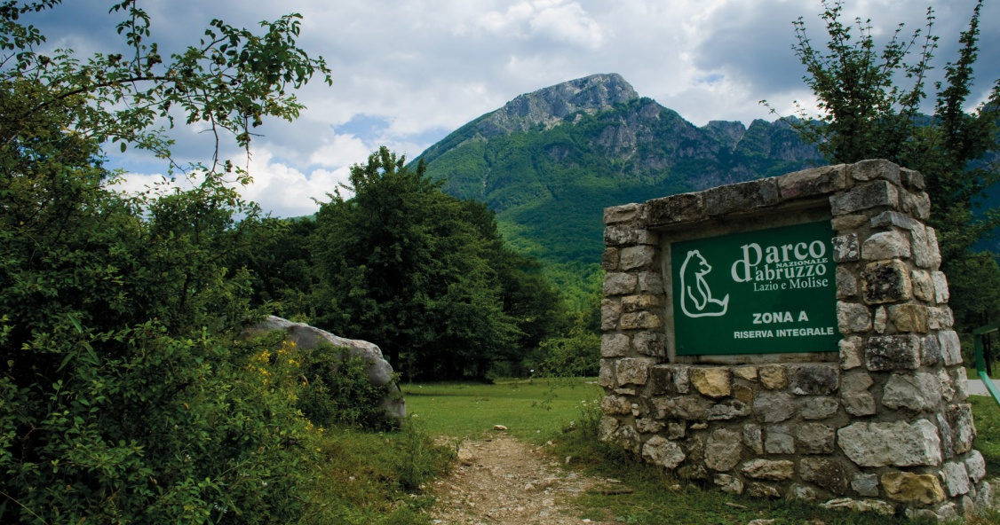 Parco
NAZIONALE
d'abruzzo
Lazio e Molise
ZONA A
RISERVA INTEGRALE